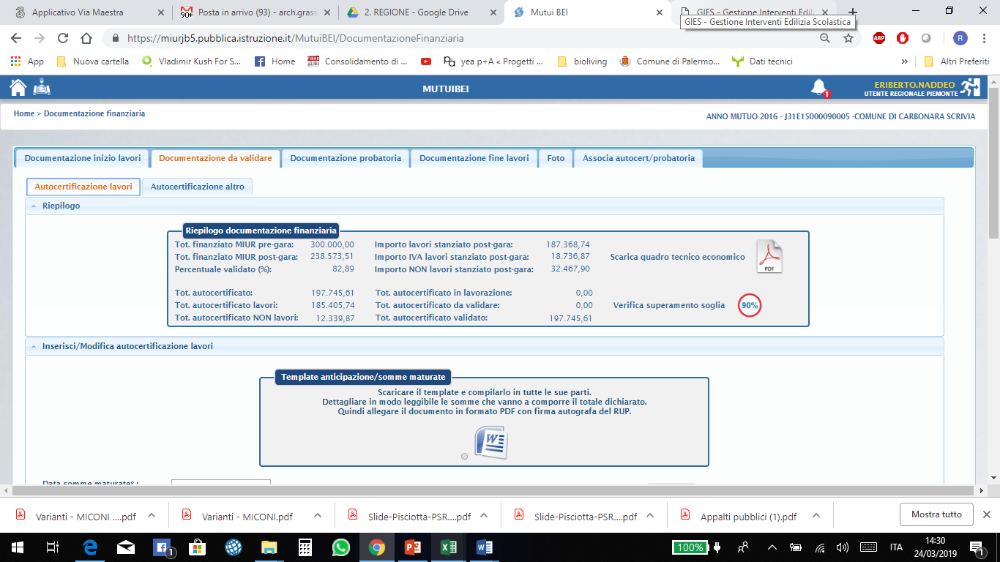 Applicativo Via Maestra
90+ Posta in arrivo (93) - arch.grass
2. REGIONE - Google Drive
Mutui BEI
GIES - Gestione Interventi Edili
GIES - Gestione Interventi Edilizia Scolastica
https://miurjb5.pubblica.istruzione.it/MutuiBEI/DocumentazioneFinanziaria
ABP
R
App
Nuova cartella
Vladimir Kush For S...
Home
Consolidamento di ...
yea p+A « Progetti ...
bioliving
Comune di Palermo...
Dati tecnici
»
Altri Preferiti
MUTUIBEI
1
ERIBERTO.NADDEO
UTENTE REGIONALE PIEMONTE
Home > Documentazione finanziaria
ANNO MUTUO 2016 - J31E15000090005 -COMUNE DI CARBONARA SCRIVIA
Documentazione inizio lavori
Documentazione da validare
Documentazione probatoria
Documentazione fine lavori
Foto
Associa autocert/probatoria
Autocertificazione lavori
Autocertificazione altro
Riepilogo
Riepilogo documentazione finanziaria
Tot. finanziato MIUR pre-gara: 300.000,00 Importo lavori stanziato post-gara: 187.368,74
Tot. finanziato MIUR post-gara: 238.573,51 Importo IVA lavori stanziato post-gara: 18.736,87 Scarica quadro tecnico economico
PDF
Percentuale validato (%): 82,89 Importo NON lavori stanziato post-gara: 32.467,90
Tot. autocertificato: 197.745,61 Tot. autocertificato in lavorazione: 0,00
Tot. autocertificato lavori: 185.405,74 Tot. autocertificato da validare: 0,00 Verifica superamento soglia 90%
Tot. autocertificato NON lavori: 12.339,87 Tot. autocertificato validato: 197.745,61
Inserisci/Modifica autocertificazione lavori
Template anticipazione/somme maturate
Scaricare il template e compilarlo in tutte le sue parti.
Dettagliare in modo leggibile le somme che vanno a comporre il totale dichiarato.
Quindi allegare il documento in formato PDF con firma autografa del RUP.
W
Data somme maturate* :
Varianti - MICONI ....pdf
Varianti - MICONI.pdf
Slide-Pisciotta-PSR....pdf
Slide-Pisciotta-PSR....pdf
Appalti pubblici (1).pdf
Mostra tutto
1
100%
ITA
14:30
24/03/2019
1